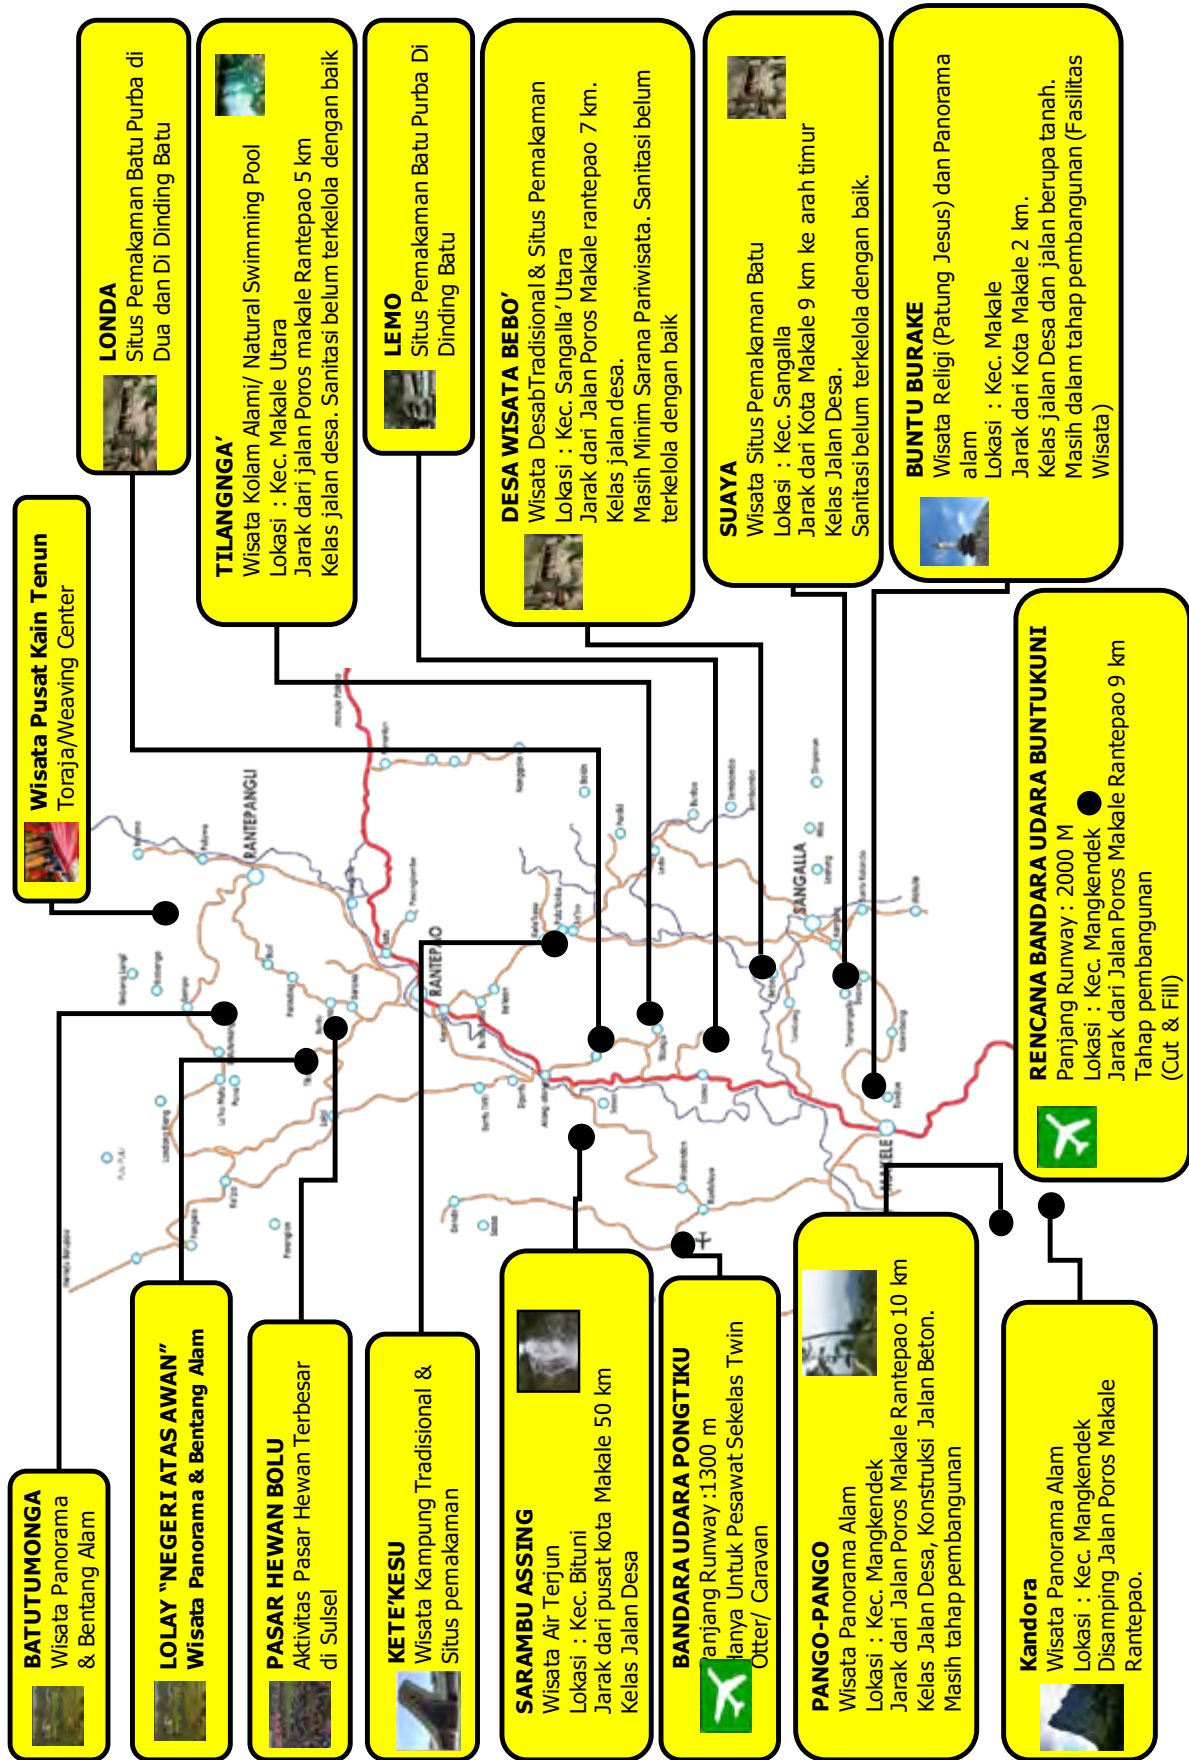 Wisata Pusat Kain Tenun
Toraja/Weaving Center
LONDA
Situs Pemakaman Batu Purba di
Dua dan Di Dinding Batu
TILANGNGA’
Wisata Kolam Alami/ Natural Swimming Pool
Lokasi : Kec. Makale Utara
Jarak dari jalan Poros makale Rantepao 5 km
Kelas jalan desa. Sanitasi belum terkelola dengan baik
LEMO
Situs Pemakaman Batu Purba Di
Dinding Batu
DESA WISATA BEBO’
Wisata DesabTradisional & Situs Pemakaman
Lokasi : Kec. Sangalla’ Utara
Jarak dari Jalan Poros Makale rantepao 7 km.
Kelas jalan desa.
Masih Minim Sarana Pariwisata. Sanitasi belum
terkelola dengan baik
SUAYA
Wisata Situs Pemakaman Batu
Lokasi : Kec. Sangalla
Jarak dari Kota Makale 9 km ke arah timur
Kelas Jalan Desa.
Sanitasi belum terkelola dengan baik.
BUNTU BURAKE
Wisata Religi (Patung Jesus) dan Panorama
alam
Lokasi : Kec. Makale
Jarak dari Kota Makale 2 km.
Kelas jalan Desa dan jalan berupa tanah.
Masih dalam tahap pembangunan (Fasilitas
Wisata)
RENCANA BANDARA UDARA BUNTUKUNI
Panjang Runway : 2000 M
Lokasi : Kec. Mangkendek
Jarak dari Jalan Poros Makale Rantepao 9 km
Tahap pembangunan
(Cut & Fill)
BATUTUMONGA
Wisata Panorama
& Bentang Alam
LOLAY “NEGERI ATAS AWAN”
Wisata Panorama & Bentang Alam
PASAR HEWAN BOLU
Aktivitas Pasar Hewan Terbesar
di Sulsel
KETE’KESU
Wisata Kampung Tradisional &
Situs pemakaman
SARAMBU ASSING
Wisata Air Terjun
Lokasi : Kec. Bituni
Jarak dari pusat kota Makale 50 km
Kelas Jalan Desa
BANDARA UDARA PONGTIKU
Panjang Runway :1300 m
Hanya Untuk Pesawat Sekelas Twin
Otter/ Caravan
PANGO-PANGO
Wisata Panorama Alam
Lokasi : Kec. Mangkendek
Jarak dari Jalan Poros Makale Rantepao 10 km
Kelas Jalan Desa, Konstruksi Jalan Beton.
Masih tahap pembangunan
Kandora
Wisata Panorama Alam
Lokasi : Kec. Mangkendek
Disamping Jalan Poros Makale
Rantepao.
RANTEPANGLI
RANTEPAO
SANGALLA
MAKELE